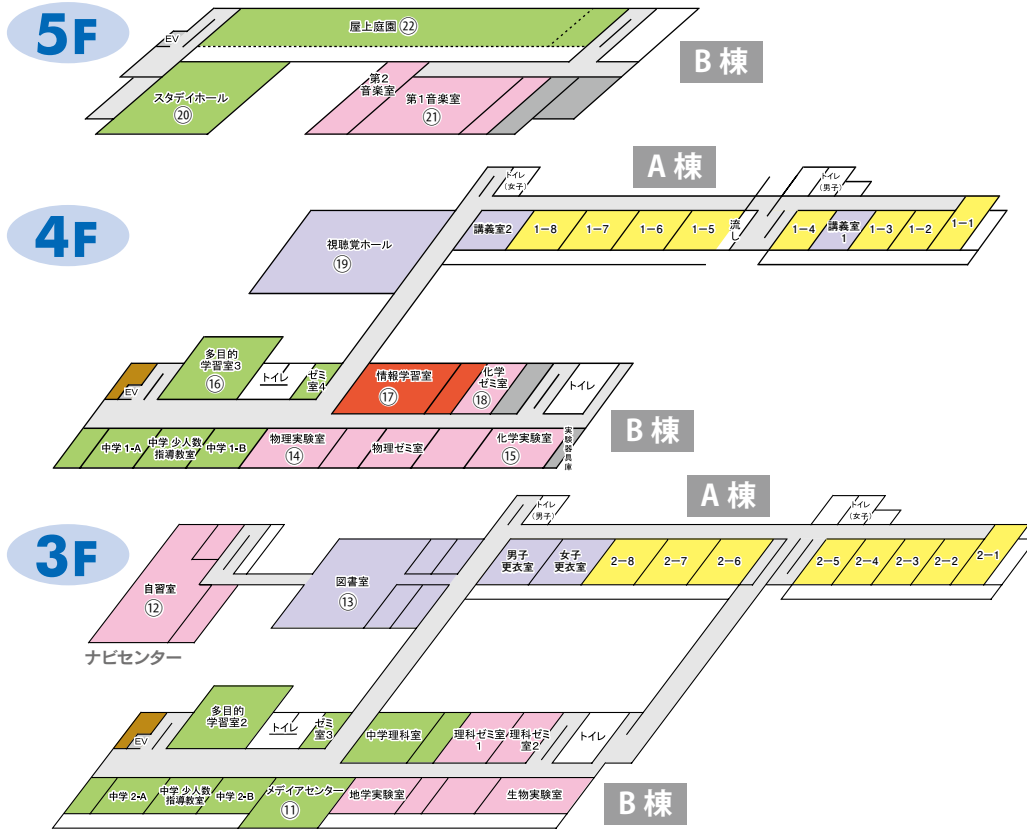 5F
EV
屋上庭園 22
B棟
スタデイホール
20
第2
音楽室
第1音楽室
21
4F
A棟
トイレ
(女子)
トイレ
(男子)
視聴覚ホール
19
講義室2
1-8
1-7
1-6
1-5
流し
1-4
講義室
1
1-3
1-2
1-1
多目的
学習室3
16
EV
トイレ
ゼミ
室4
情報学習室
17
化学
ゼミ室
18
トイレ
B棟
中学1-A
中学 少人数
指導教室
中学1-B
物理実験室
14
物理ゼミ室
化学実験室
15
実験器具庫
3F
A棟
トイレ
(男子)
トイレ
(女子)
自習室
12
ナビセンター
図書室
13
男子
更衣室
女子
更衣室
2-8
2-7
2-6
2-5
2-4
2-3
2-2
2-1
多目的
学習室2
EV
トイレ
ゼミ
室3
中学理科室
理科ゼミ室
1
理科ゼミ
室2
トイレ
B棟
中学2-A
中学 少人数
指導教室
中学2-B
メデイアセンター
11
地学実験室
生物実験室